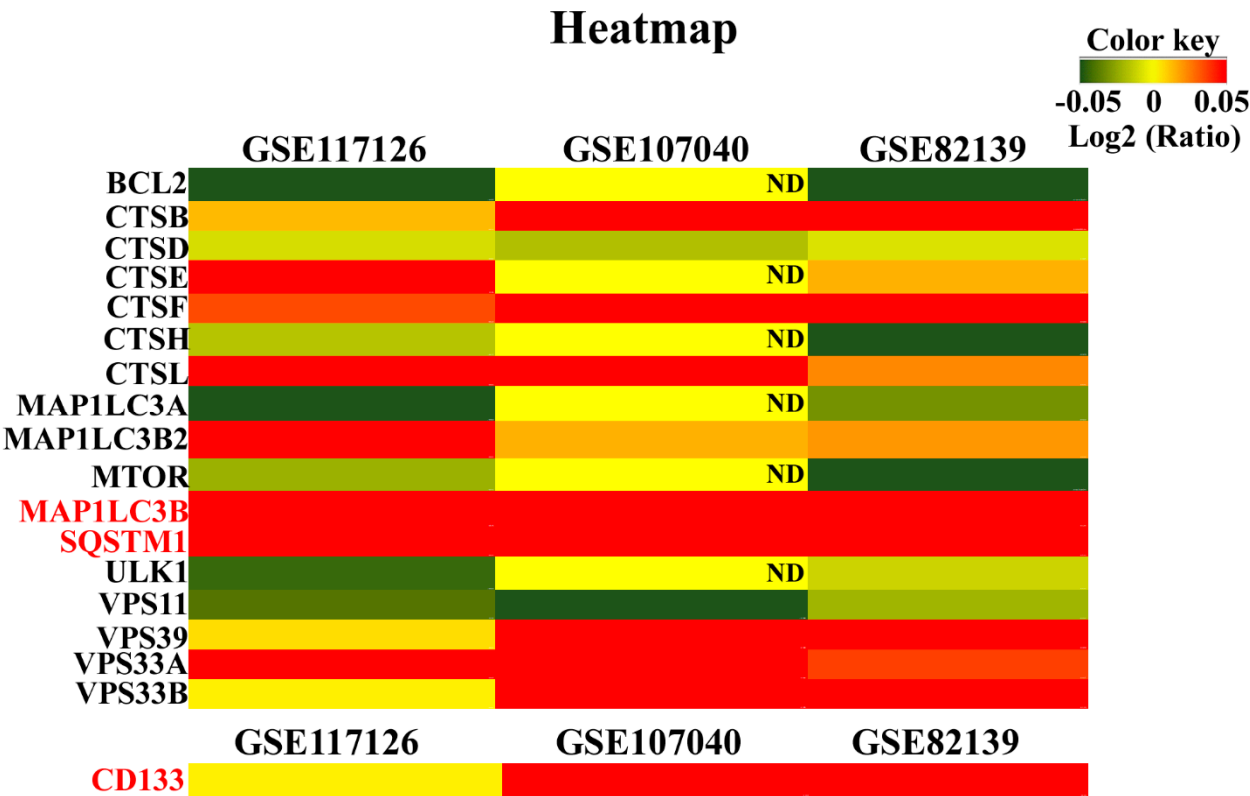 Heatmap
Color key
-0.05 0 0.05
Log2 (Ratio)
GSE117126 GSE107040 GSE82139
BCL2 ND
CTSB
CTSD
CTSE ND
CTSF
CTSH ND
CTSL
MAP1LC3A ND
MAP1LC3B2
MTOR ND
MAP1LC3B
SQSTM1
ULK1 ND
VPS11
VPS39
VPS33A
VPS33B
GSE117126 GSE107040 GSE82139
CD133